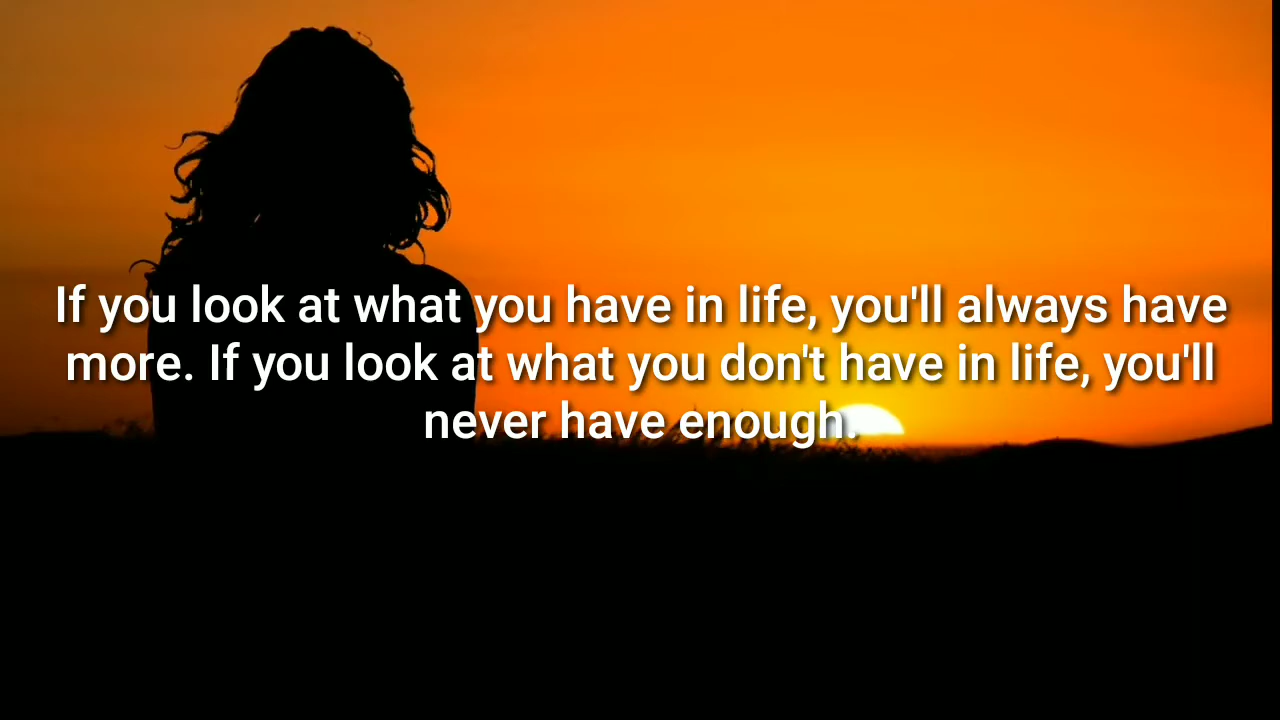 If you look at what you have in life, you'll always have
more. If you look at what you don't have in life, you'll
never have enough.